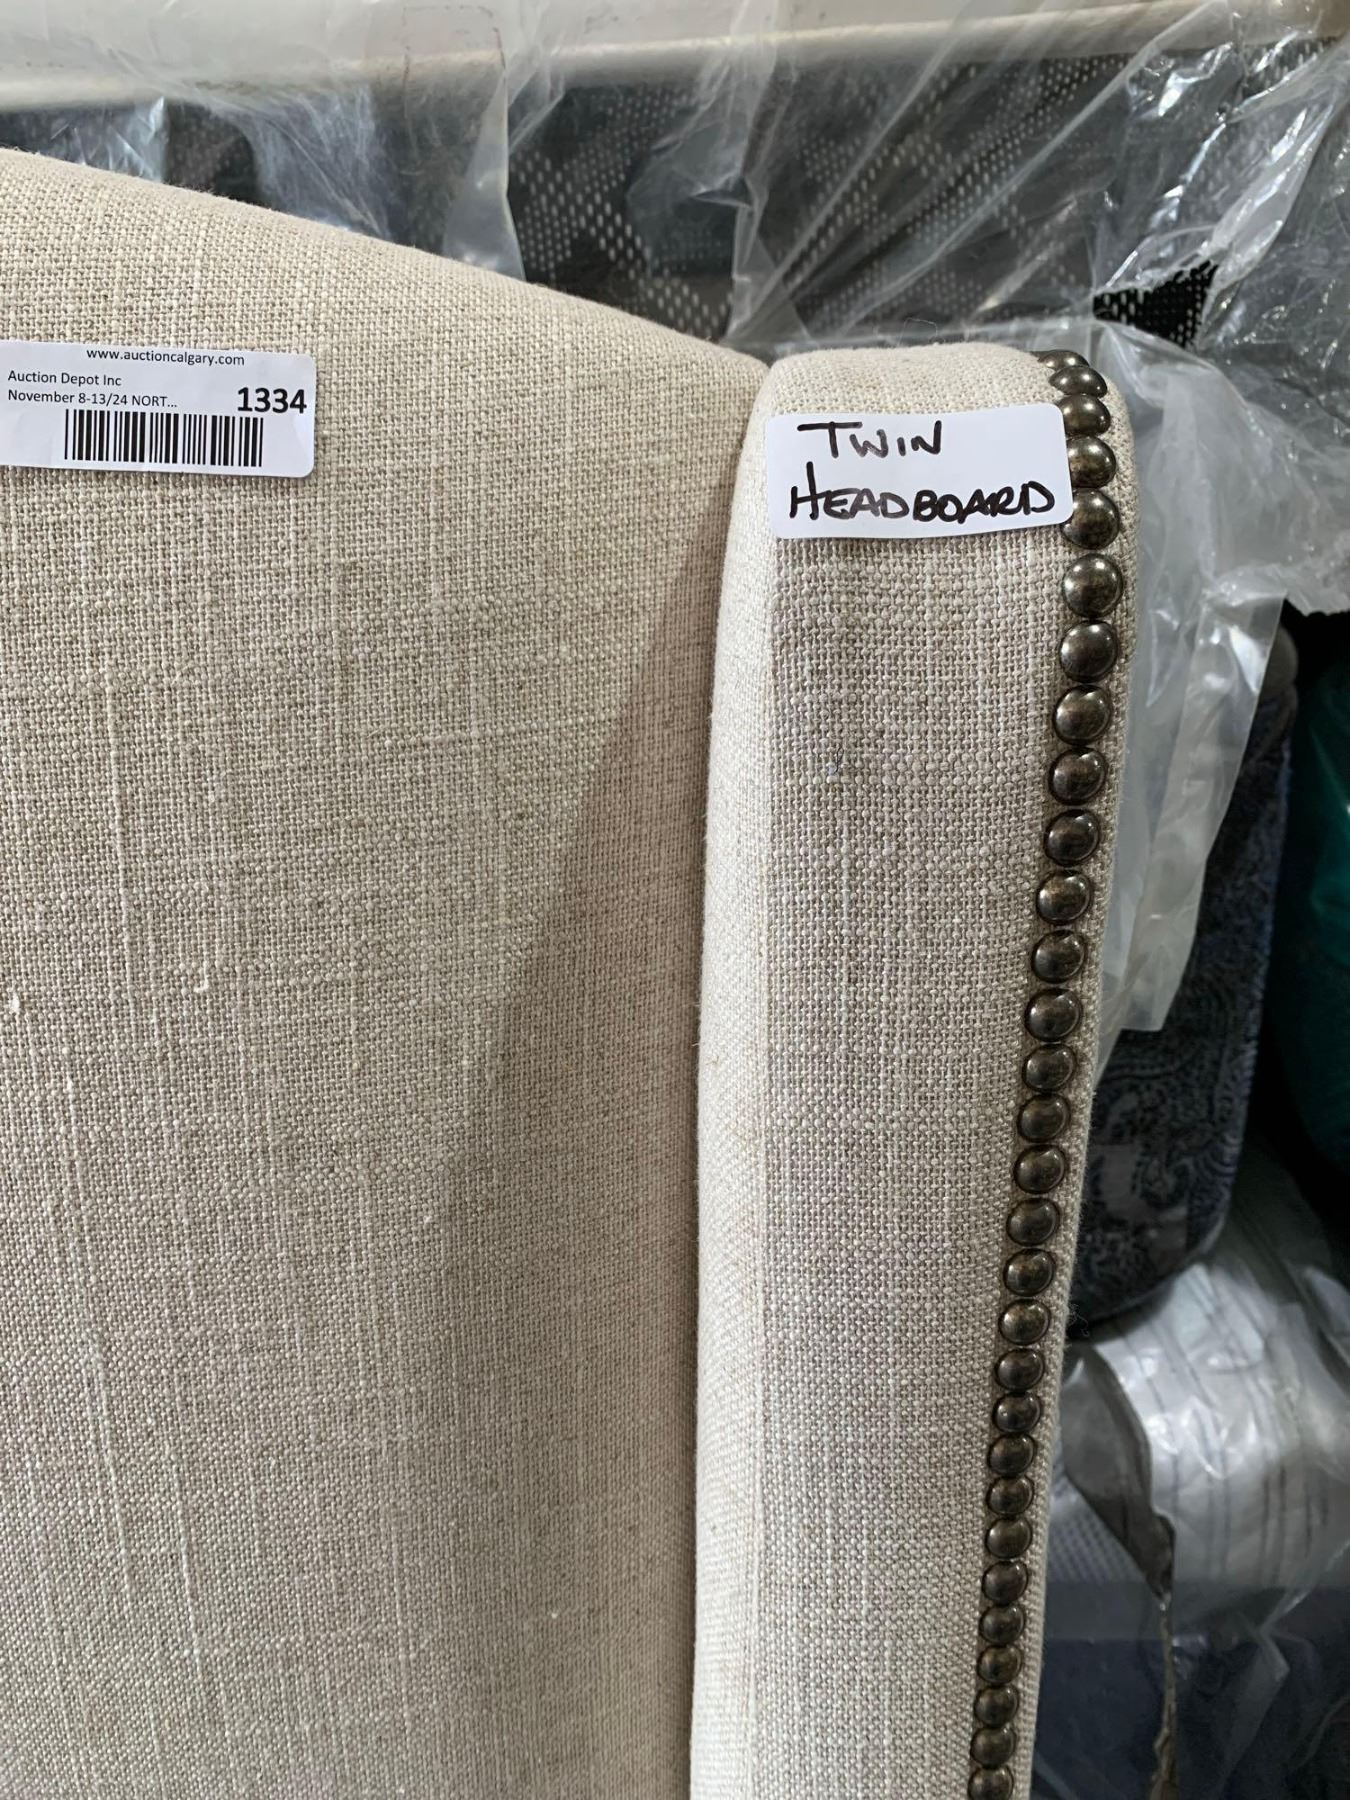 www.auctioncalgary.com
Auction Depot Inc
November 8-13/24 NORT... 1334
TWIN
HEADBOARD